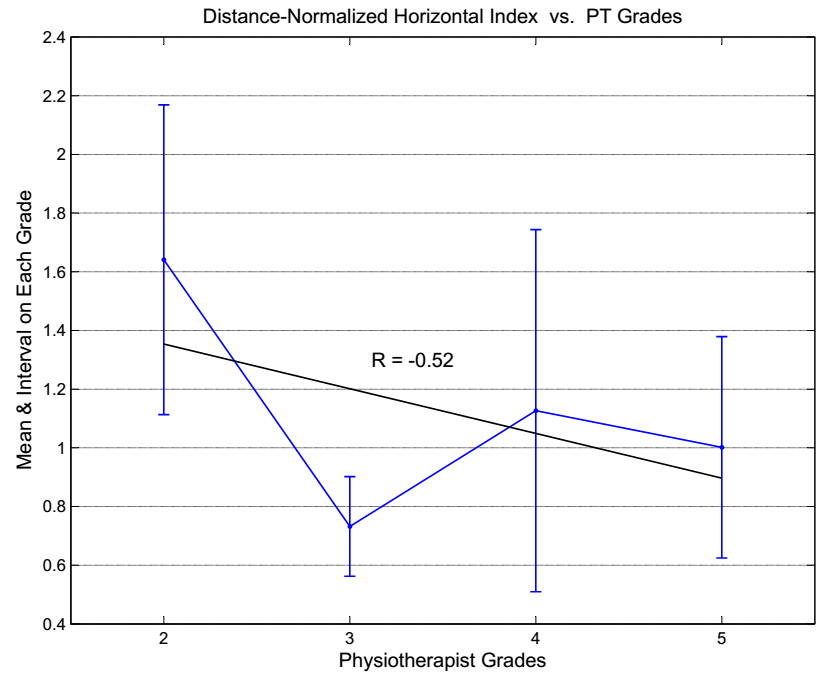 Distance-Normalized Horizontal Index vs. PT Grades
2.4
2.2
2
1.8
1.6
1.4
1.2
1
0.8
0.6
0.4
Mean & Interval on Each Grade
R = -0.52
2 3 4 5
Physiotherapist Grades